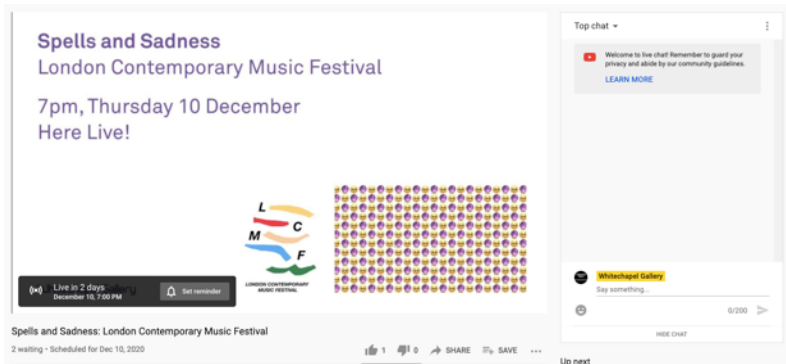 Spells and Sadness
London Contemporary Music Festival
7pm, Thursday 10 December
Here Live!
L
C
M
F
LONDON CONTEMPORARY
MUSIC FESTIVAL
Live in 2 days
December 10, 7:00 PM
Set reminder
Spells and Sadness: London Contemporary Music Festival
2 waiting • Scheduled for Dec 10, 2020
1
0
SHARE
SAVE
Top chat
Welcome to live chat! Remember to guard your
privacy and abide by our community guidelines.
LEARN MORE
Whitechapel Gallery
Say something...
0/200
HIDE CHAT
Up next